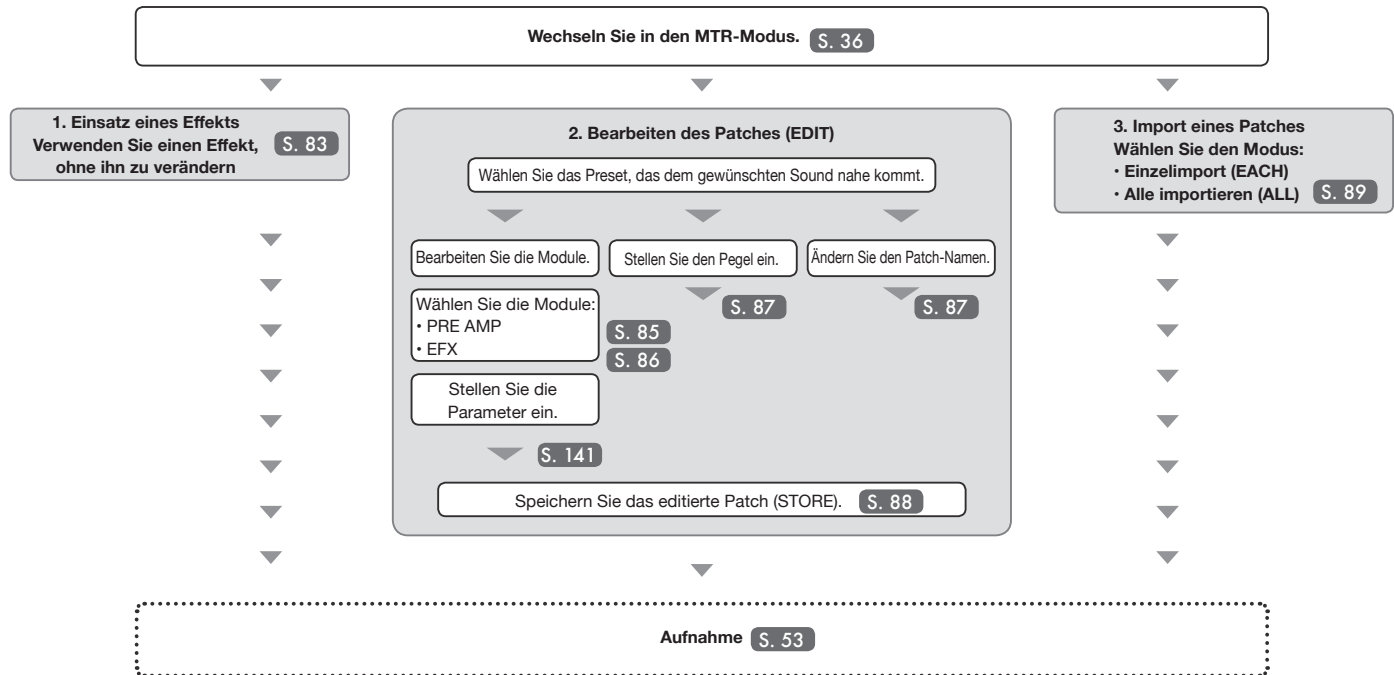 Wechseln Sie in den MTR-Modus. S. 36
1. Einsatz eines Effekts
Verwenden Sie einen Effekt, S. 83
ohne ihn zu verändern
2. Bearbeiten des Patches (EDIT)
Wählen Sie das Preset, das dem gewünschten Sound nahe kommt.
Bearbeiten Sie die Module.
Wählen Sie die Module:
· PRE AMP
· EFX
S. 85
S. 86
Stellen Sie die
Parameter ein.
S. 141
Stellen Sie den Pegel ein.
S. 87
Ändern Sie den Patch-Namen.
S. 87
Speichern Sie das editierte Patch (STORE). S. 88
3. Import eines Patches
Wählen Sie den Modus:
· Einzelimport (EACH)
· Alle importieren (ALL) S. 89
Aufnahme S. 53